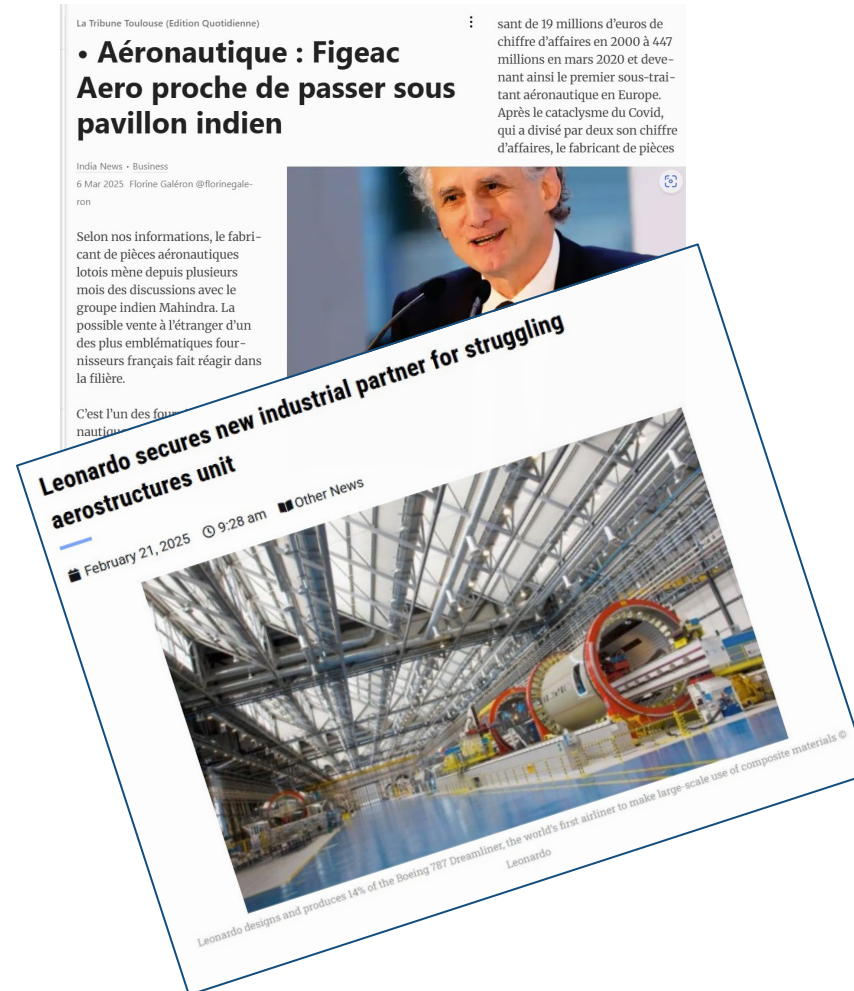 La Tribune Toulouse (Edition Quotidienne)
• Aéronautique : Figeac
Aero proche de passer sous
pavillon indien
India News • Business
6 Mar 2025 Florine Galéron @florinegale-
ron
Selon nos informations, le fabri-
cant de pièces aéronautiques
lotois mène depuis plusieurs
mois des discussions avec le
groupe indien Mahindra. La
possible vente à l’étranger d’un
des plus emblématiques four-
nisseurs français fait réagir dans
la filière.
C’est l’un des
sant de 19 millions d’euros de
chiffre d’affaires en 2000 à 447
millions en mars 2020 et deve-
nant ainsi le premier sous-trai-
tant aéronautique en Europe.
Après le cataclysme du Covid,
qui a divisé par deux son chiffre
d’affaires, le fabricant de pièces
Leonardo secures new industrial partner for struggling
aerostructures unit
February 21, 2025 9:28 am Other News
Leonardo designs and produces 14% of the Boeing 787 Dreamliner, the world's first airliner to make large-scale use of composite materials ©
Leonardo